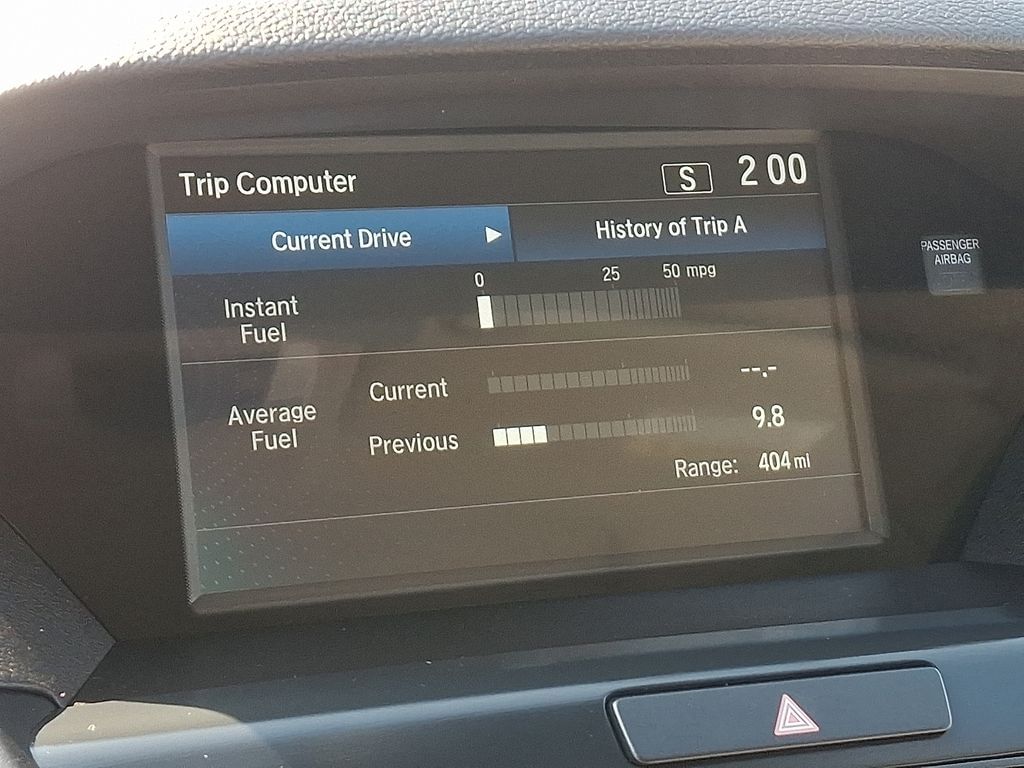 Trip Computer S 2 00
Current Drive History of Trip A
0 25 50 mpg
Instant
Fuel
Current --.-
Average
Fuel
Previous 9.8
Range: 404 mi
PASSENGER
AIRBAG